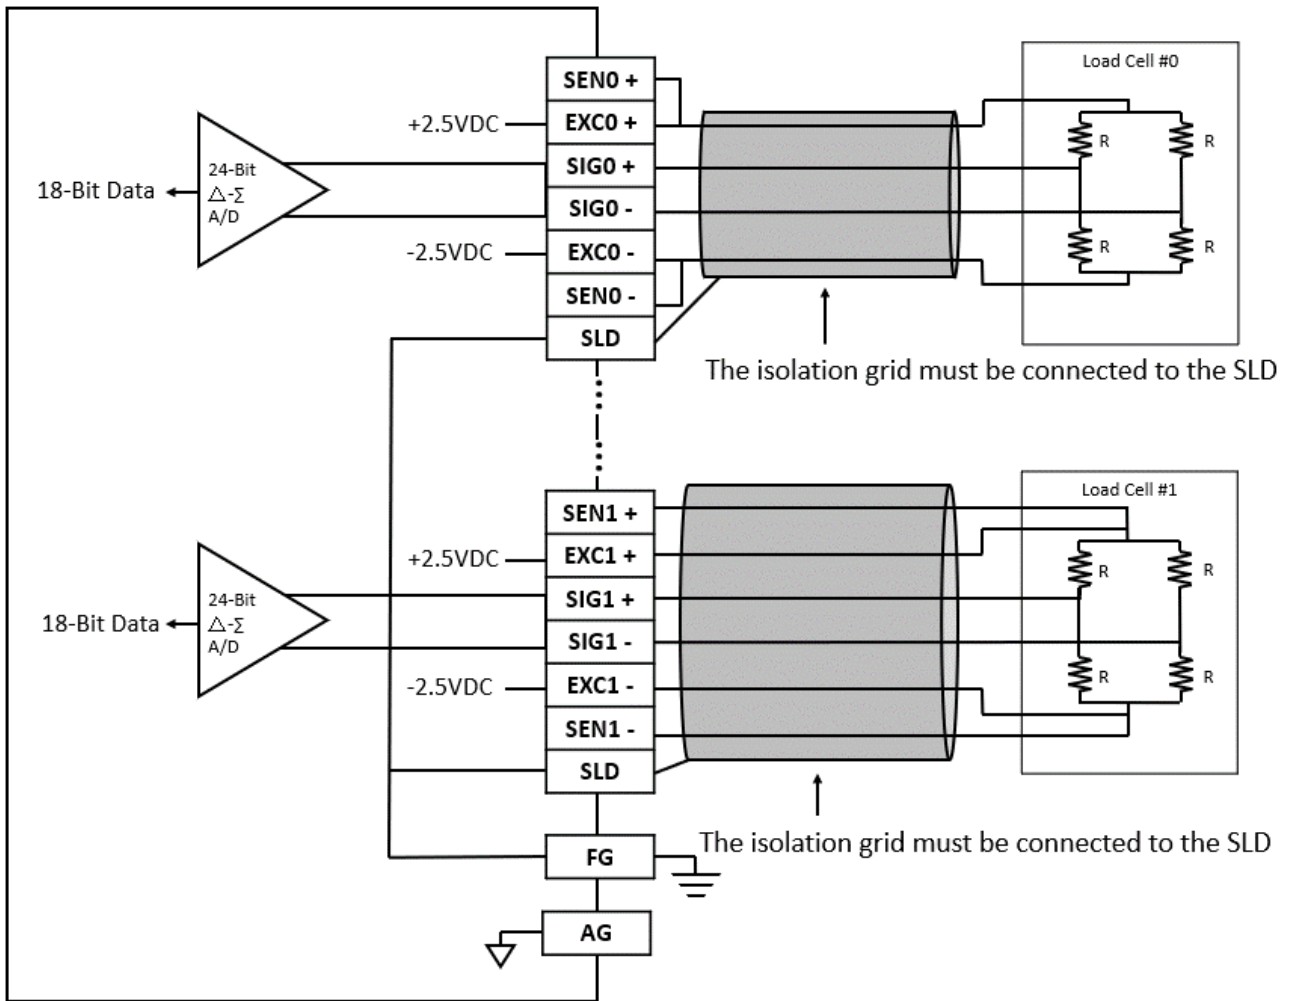 SEN0 +
Load Cell #0
+2.5VDC
EXC0 +
R
R
24-Bit
△-Σ
A/D
SIG0 +
18-Bit Data
SIG0 -
-2.5VDC
EXC0 -
R
R
SEN0 -
SLD
The isolation grid must be connected to the SLD
SEN1 +
Load Cell #1
+2.5VDC
EXC1 +
R
R
24-Bit
△-Σ
A/D
SIG1 +
18-Bit Data
SIG1 -
-2.5VDC
EXC1 -
R
R
SEN1 -
SLD
The isolation grid must be connected to the SLD
FG
AG